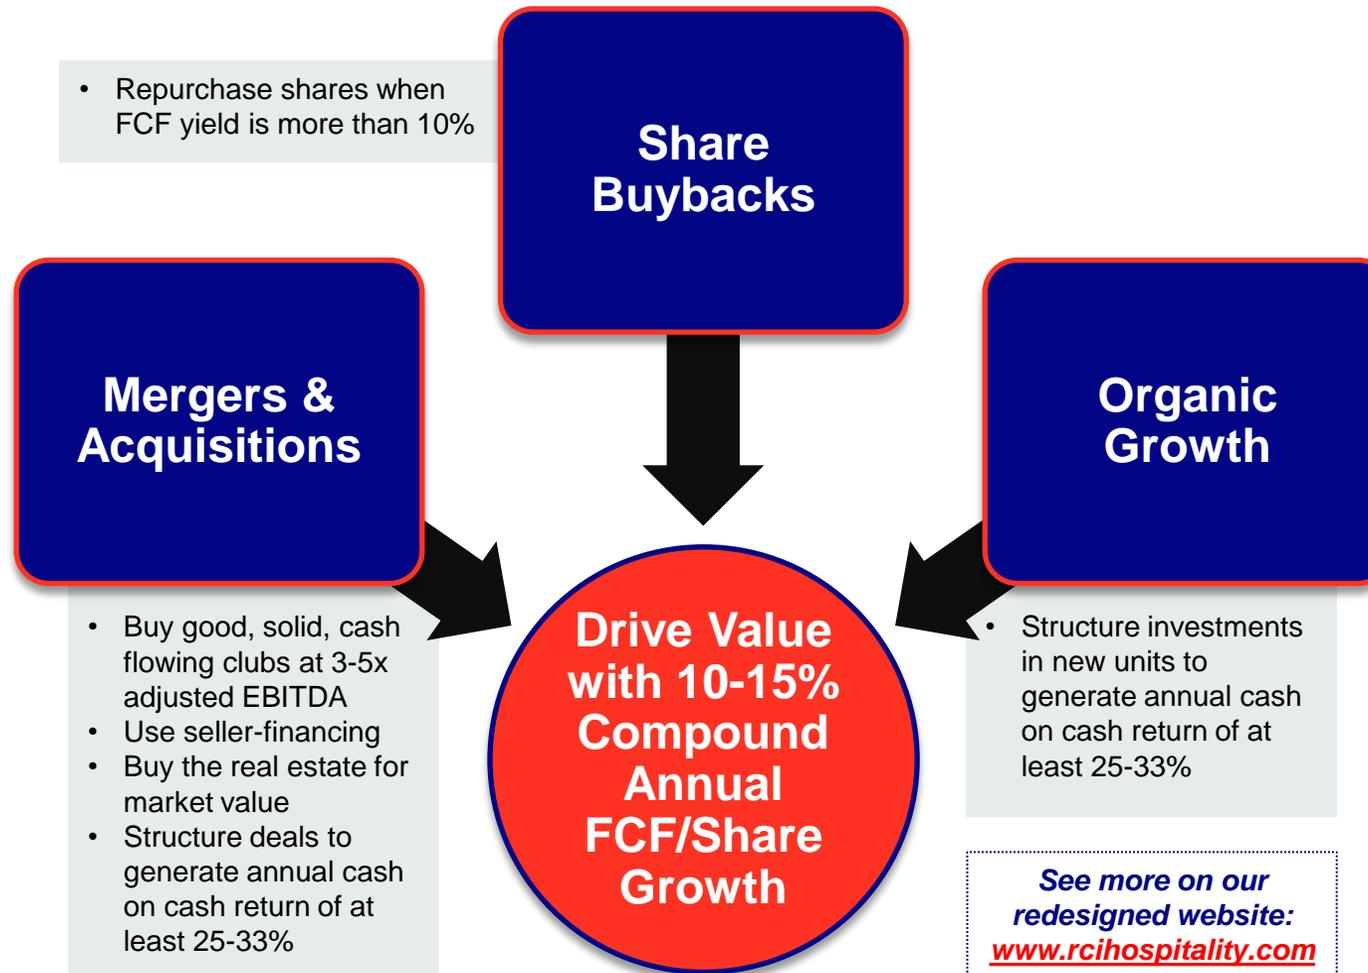 • Repurchase shares when
FCF yield is more than 10%
Share
Buybacks
Mergers &
Acquisitions
Organic
Growth
• Buy good, solid, cash
flowing clubs at 3-5x
adjusted EBITDA
• Use seller-financing
• Buy the real estate for
market value
• Structure deals to
generate annual cash
on cash return of at
least 25-33%
Drive Value
with 10-15%
Compound
Annual
FCF/Share
Growth
• Structure investments
in new units to
generate annual cash
on cash return of at
least 25-33%
See more on our
redesigned website:
www.rcihospitality.com